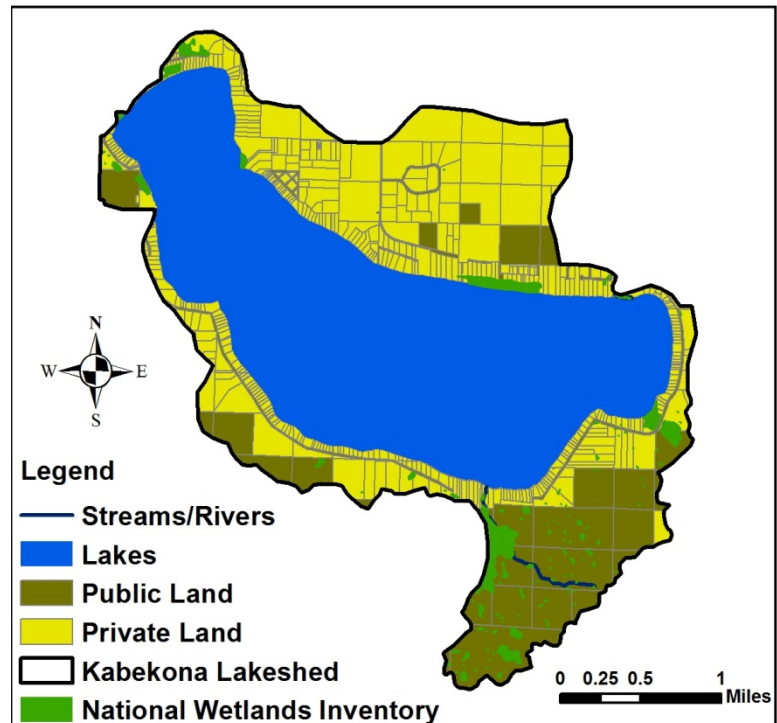 N
W E
S
Legend
Streams/Rivers
Lakes
Public Land
Private Land
Kabekona Lakeshed
National Wetlands Inventory
0 0.25 0.5 1
Miles